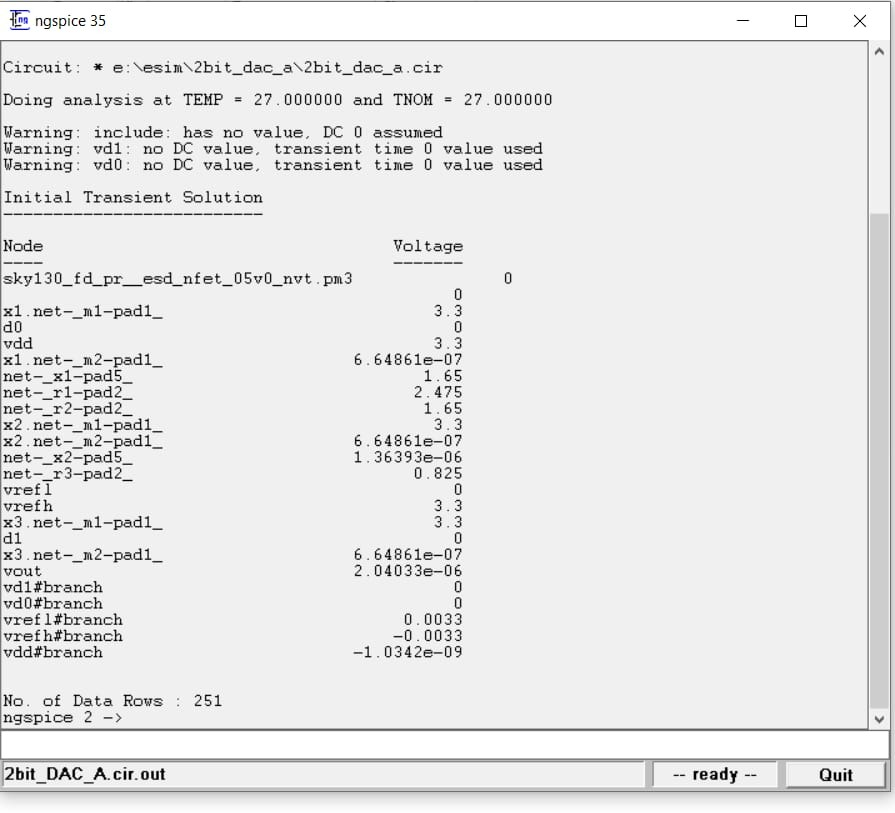 ngspice 35
Circuit: * e:\esim\2bit_dac_a\2bit_dac_a.cir
Doing analysis at TEMP = 27.000000 and TNOM = 27.000000
Warning: include: has no value, DC 0 assumed
Warning: vd1: no DC value, transient time 0 value used
Warning: vd0: no DC value, transient time 0 value used
Initial Transient Solution
--------------------------
Node Voltage
---- -------
sky130_fd_pr__esd_nfet_05v0_nvt.pm3 0
0
x1.net-_m1-pad1_ 3.3
d0 0
vdd 3.3
x1.net-_m2-pad1_ 6.64861e-07
net-_x1-pad5_ 1.65
net-_r1-pad2_ 2.475
net-_r2-pad2_ 1.65
x2.net-_m1-pad1_ 3.3
x2.net-_m2-pad1_ 6.64861e-07
net-_x2-pad5_ 1.36393e-06
net-_r3-pad2_ 0.825
vrefl 0
vrefh 3.3
x3.net-_m1-pad1_ 3.3
d1 0
x3.net-_m2-pad1_ 6.64861e-07
vout 2.04033e-06
vd1#branch 0
vd0#branch 0
vrefl#branch 0.0033
vrefh#branch -0.0033
vdd#branch -1.0342e-09
No. of Data Rows : 251
ngspice 2 ->
2bit_DAC_A.cir.out
-- ready --
Quit